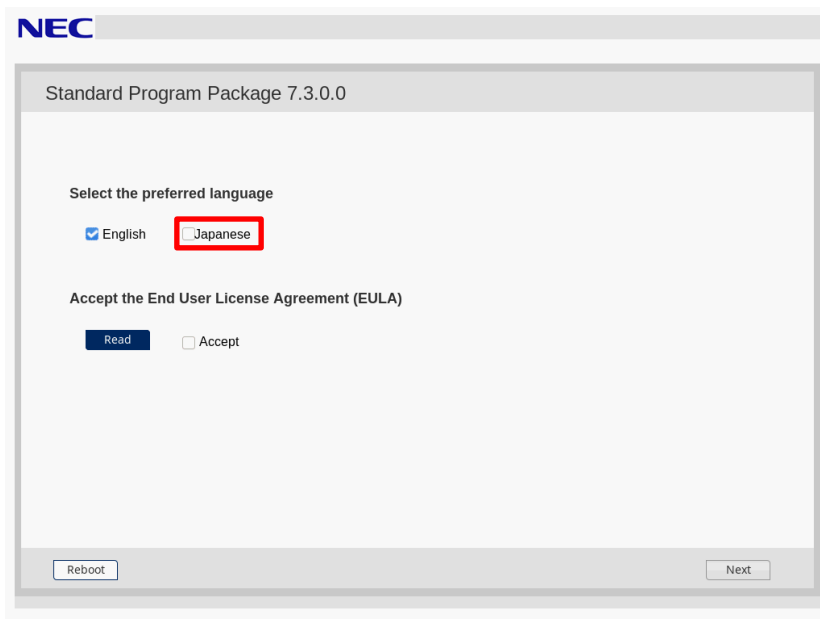 NEC
Standard Program Package 7.3.0.0
Select the preferred language
English Japanese
Accept the End User License Agreement (EULA)
Read Accept
Reboot Next